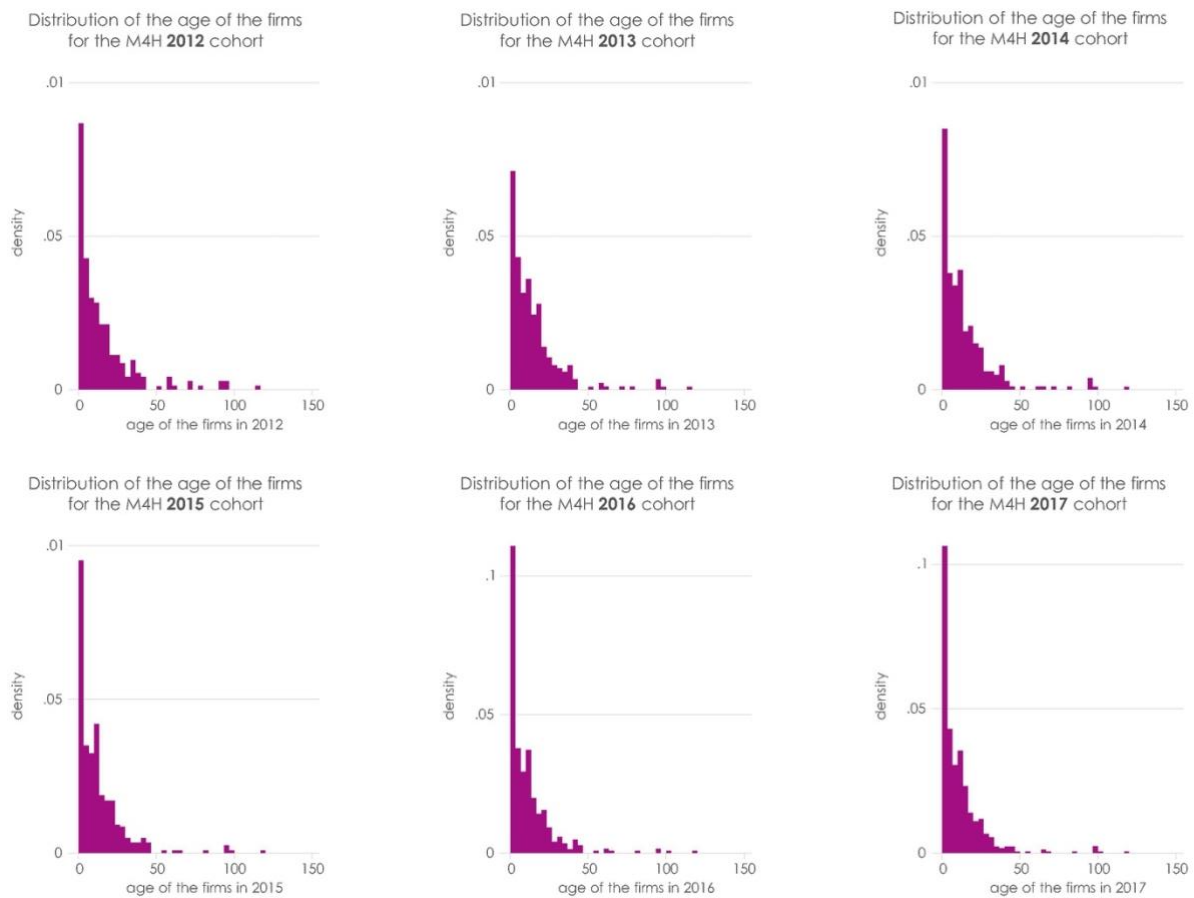 Distribution of the age of the firms
for the M4H 2012 cohort
.01
.05
0
density
0 50 100 150
age of the firms in 2012
Distribution of the age of the firms
for the M4H 2013 cohort
.01
.05
0
density
0 50 100 150
age of the firms in 2013
Distribution of the age of the firms
for the M4H 2014 cohort
.01
.05
0
density
0 50 100 150
age of the firms in 2014
Distribution of the age of the firms
for the M4H 2015 cohort
.01
.05
0
density
0 50 100 150
age of the firms in 2015
Distribution of the age of the firms
for the M4H 2016 cohort
.1
.05
0
density
0 50 100 150
age of the firms in 2016
Distribution of the age of the firms
for the M4H 2017 cohort
.1
.05
0
density
0 50 100 150
age of the firms in 2017